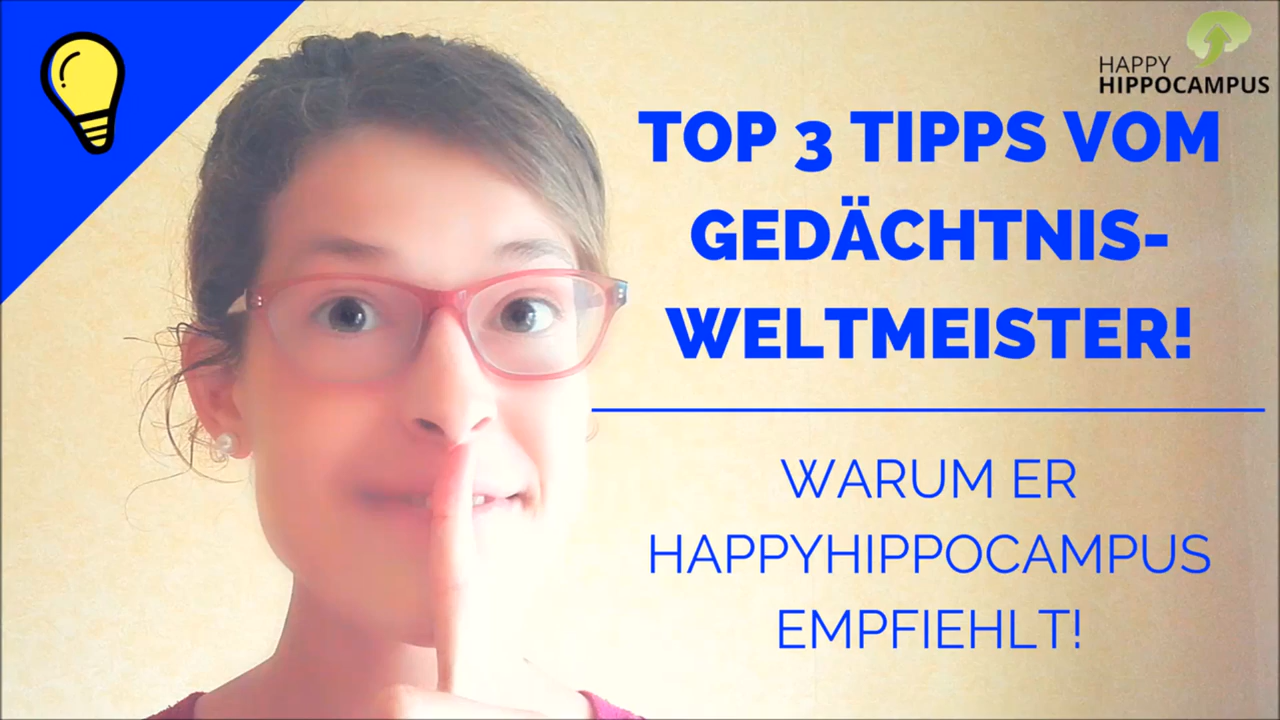 HAPPY
HIPPOCAMPUS
TOP 3 TIPPS VOM
GEDÄCHTNIS-
WELTMEISTER!
WARUM ER
HAPPYHIPPOCAMPUS
EMPFIEHLT!